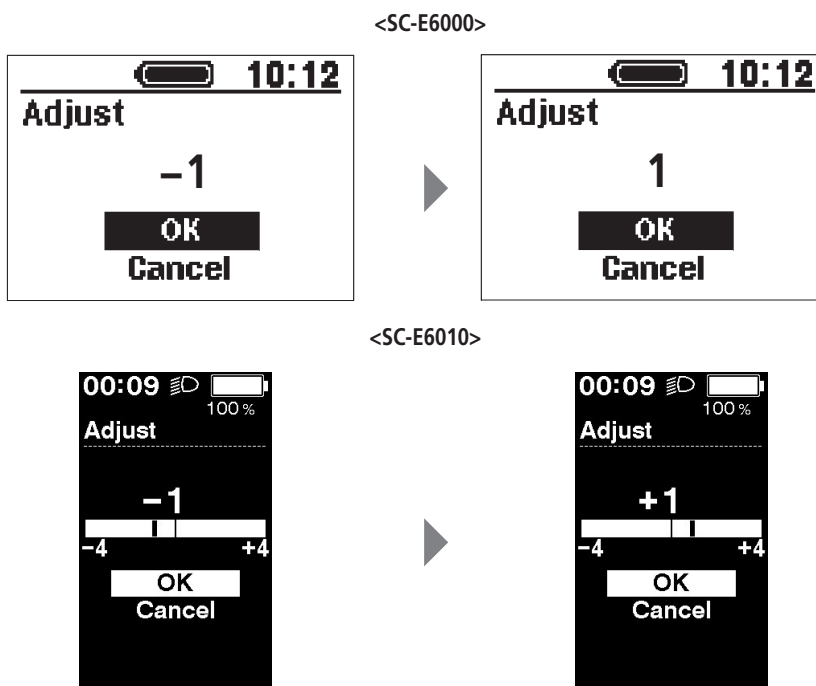 <SC-E6000>
10:12
Adjust
–1
OK
Cancel
10:12
Adjust
1
OK
Cancel
<SC-E6010>
00:09
100 %
Adjust
–1
–4 +4
OK
Cancel
00:09
100 %
Adjust
+1
–4 +4
OK
Cancel